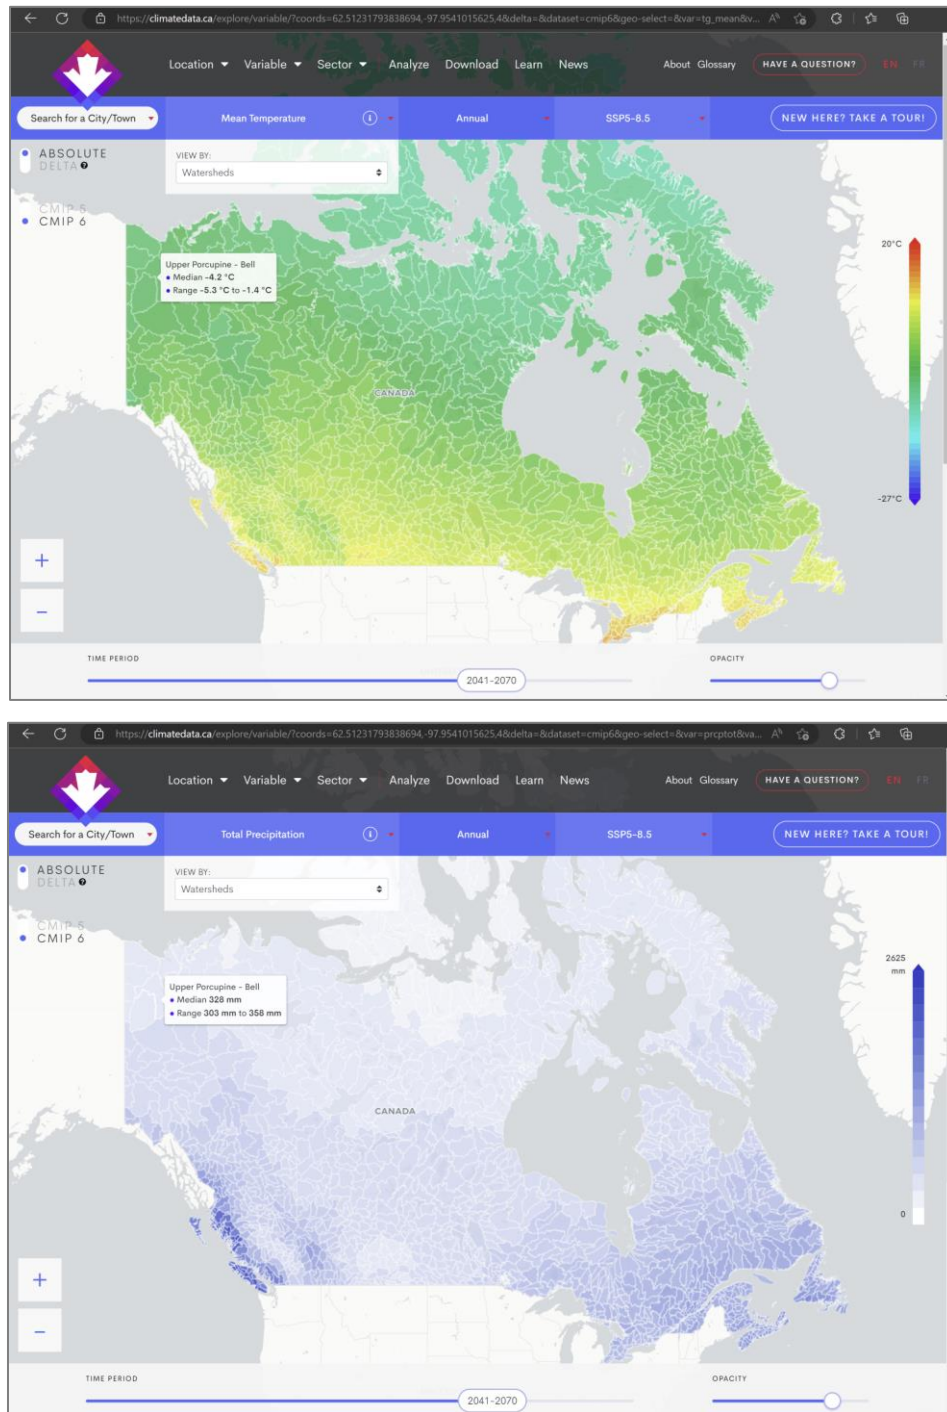 https://climatedata.ca/explore/variable/?coords=62.51231793838694,-97.9541015625,4&delta=&dataset=cmip6&geo-select=&var=tg_mean&v...
Location Variable Sector Analyze Download Learn News About Glossary HAVE A QUESTION? EN FR
Search for a City/Town Mean Temperature Annual SSP5-8.5 NEW HERE? TAKE A TOUR!
ABSOLUTE
DELTA
VIEW BY:
Watersheds
CMIP 5
CMIP 6
20°C
Upper Porcupine - Bell
• Median -4.2 °C
• Range -5.3 °C to -1.4 °C
CANADA
-27°C
+
−
TIME PERIOD
OPACITY
2041-2070
https://climatedata.ca/explore/variable/?coords=62.51231793838694,-97.9541015625,4&delta=&dataset=cmip6&geo-select=&var=prcptot&va...
Location Variable Sector Analyze Download Learn News About Glossary HAVE A QUESTION? EN FR
Search for a City/Town Total Precipitation Annual SSP5-8.5 NEW HERE? TAKE A TOUR!
ABSOLUTE
DELTA
VIEW BY:
Watersheds
CMIP 5
CMIP 6
2625
mm
Upper Porcupine - Bell
• Median 328 mm
• Range 303 mm to 358 mm
CANADA
0
+
−
TIME PERIOD
OPACITY
2041-2070